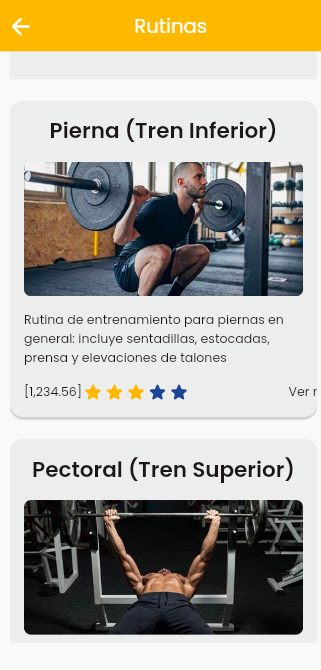 Rutinas
Pierna (Tren Inferior)
Rutina de entrenamiento para piernas en
general: incluye sentadillas, estocadas,
prensa y elevaciones de talones
[1,234.56]
Ver r
Pectoral (Tren Superior)